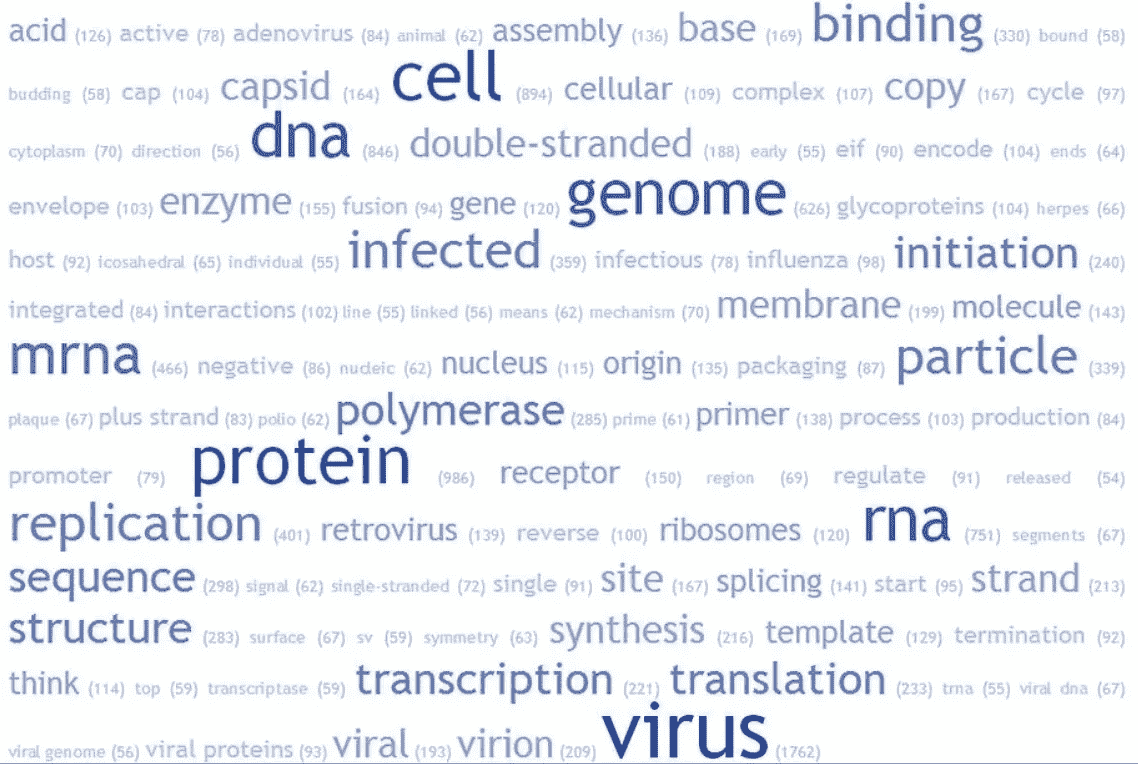 acid (126) active (78) adenovirus (84) animal (62) assembly (136) base (169) binding (330) bound (58)
budding (58) cap (104) capsid (164) cell (894) cellular (109) complex (107) copy (167) cycle (97)
cytoplasm (70) direction (56) dna (846) double-stranded (188) early (55) eif (90) encode (104) ends (64)
envelope (103) enzyme (155) fusion (94) gene (120) genome (626) glycoproteins (104) herpes (66)
host (92) icosahedral (65) individual (55) infected (359) infectious (78) influenza (98) initiation (240)
integrated (84) interactions (102) line (55) linked (56) means (62) mechanism (70) membrane (199) molecule (143)
mrna (466) negative (86) nucleic (62) nucleus (115) origin (135) packaging (87) particle (339)
plaque (67) plus strand (83) polio (62) polymerase (285) prime (61) primer (138) process (103) production (84)
promoter (79) protein (986) receptor (150) region (69) regulate (91) released (54)
replication (401) retrovirus (139) reverse (100) ribosomes (120) rna (751) segments (67)
sequence (298) signal (62) single-stranded (72) single (91) site (167) splicing (141) start (95) strand (213)
structure (283) surface (67) sv (59) symmetry (63) synthesis (216) template (129) termination (92)
think (114) top (59) transcriptase (59) transcription (221) translation (233) trna (55) viral dna (67)
viral genome (56) viral proteins (93) viral (193) virion (209) virus (1762)